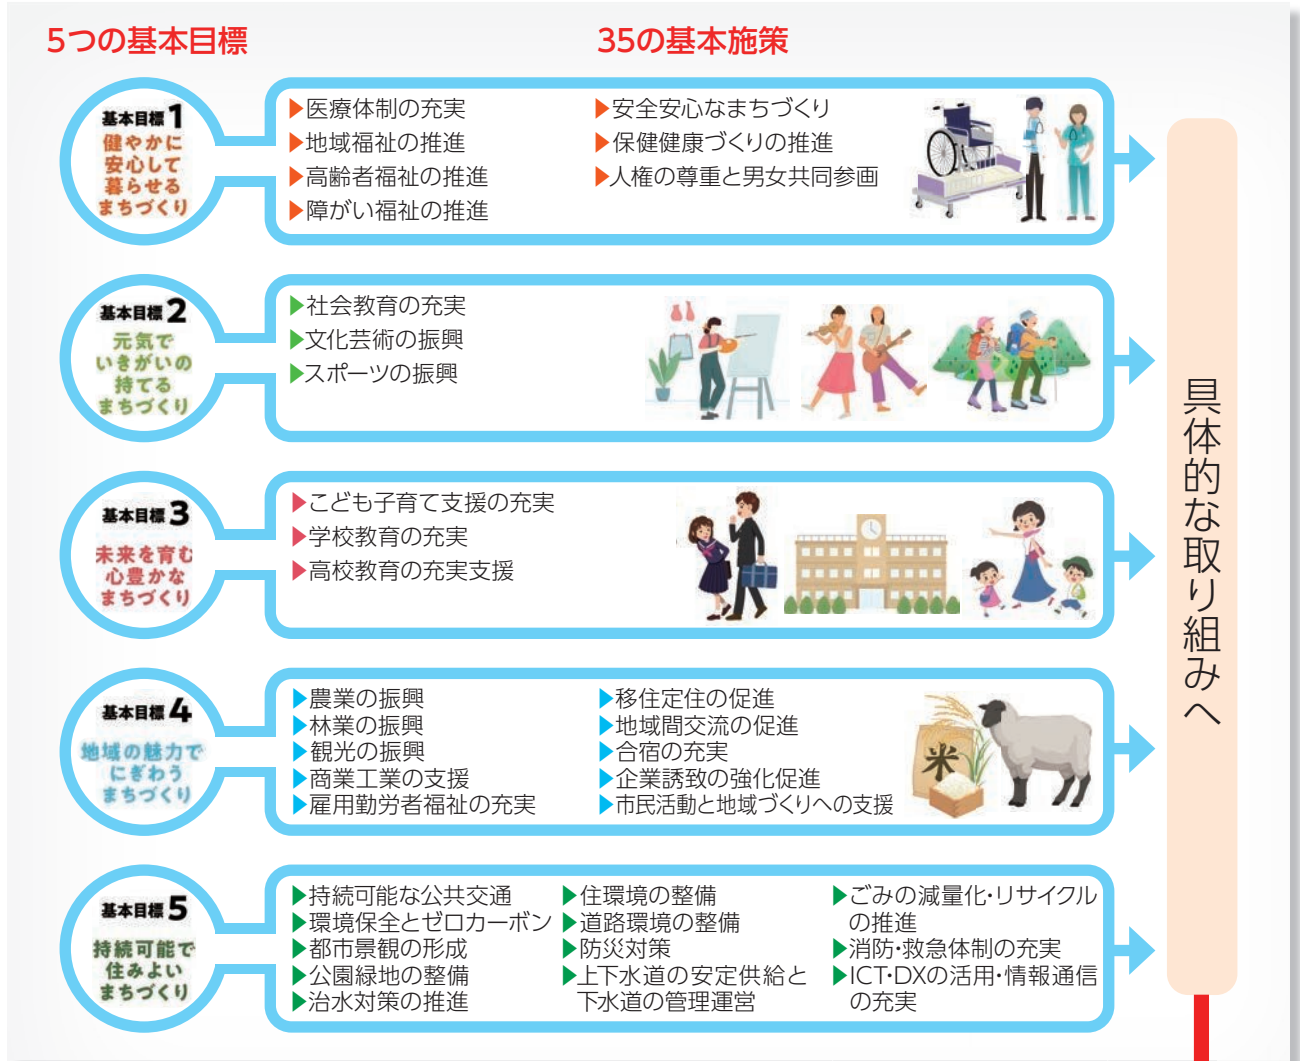 5つの基本目標
35の基本施策
基本目標1
健やかに
安心して
暮らせる
まちづくり
▶医療体制の充実
▶地域福祉の推進
▶高齢者福祉の推進
▶障がい福祉の推進
▶安全安心なまちづくり
▶保健健康づくりの推進
▶人権の尊重と男女共同参画
基本目標2
元気で
いきがいの
持てる
まちづくり
▶社会教育の充実
▶文化芸術の振興
▶スポーツの振興
基本目標3
未来を育む
心豊かな
まちづくり
▶こども子育て支援の充実
▶学校教育の充実
▶高校教育の充実支援
基本目標4
地域の魅力で
にぎわう
まちづくり
▶農業の振興
▶林業の振興
▶観光の振興
▶商業工業の支援
▶雇用勤労者福祉の充実
▶移住定住の促進
▶地域間交流の促進
▶合宿の充実
▶企業誘致の強化促進
▶市民活動と地域づくりへの支援
米
基本目標5
持続可能で
住みよい
まちづくり
▶持続可能な公共交通
▶環境保全とゼロカーボン
▶都市景観の形成
▶公園緑地の整備
▶治水対策の推進
▶住環境の整備
▶道路環境の整備
▶防災対策
▶上下水道の安定供給と
下水道の管理運営
▶ごみの減量化・リサイクル
の推進
▶消防・救急体制の充実
▶ICT・DXの活用・情報通信
の充実
具体的な取り組みへ